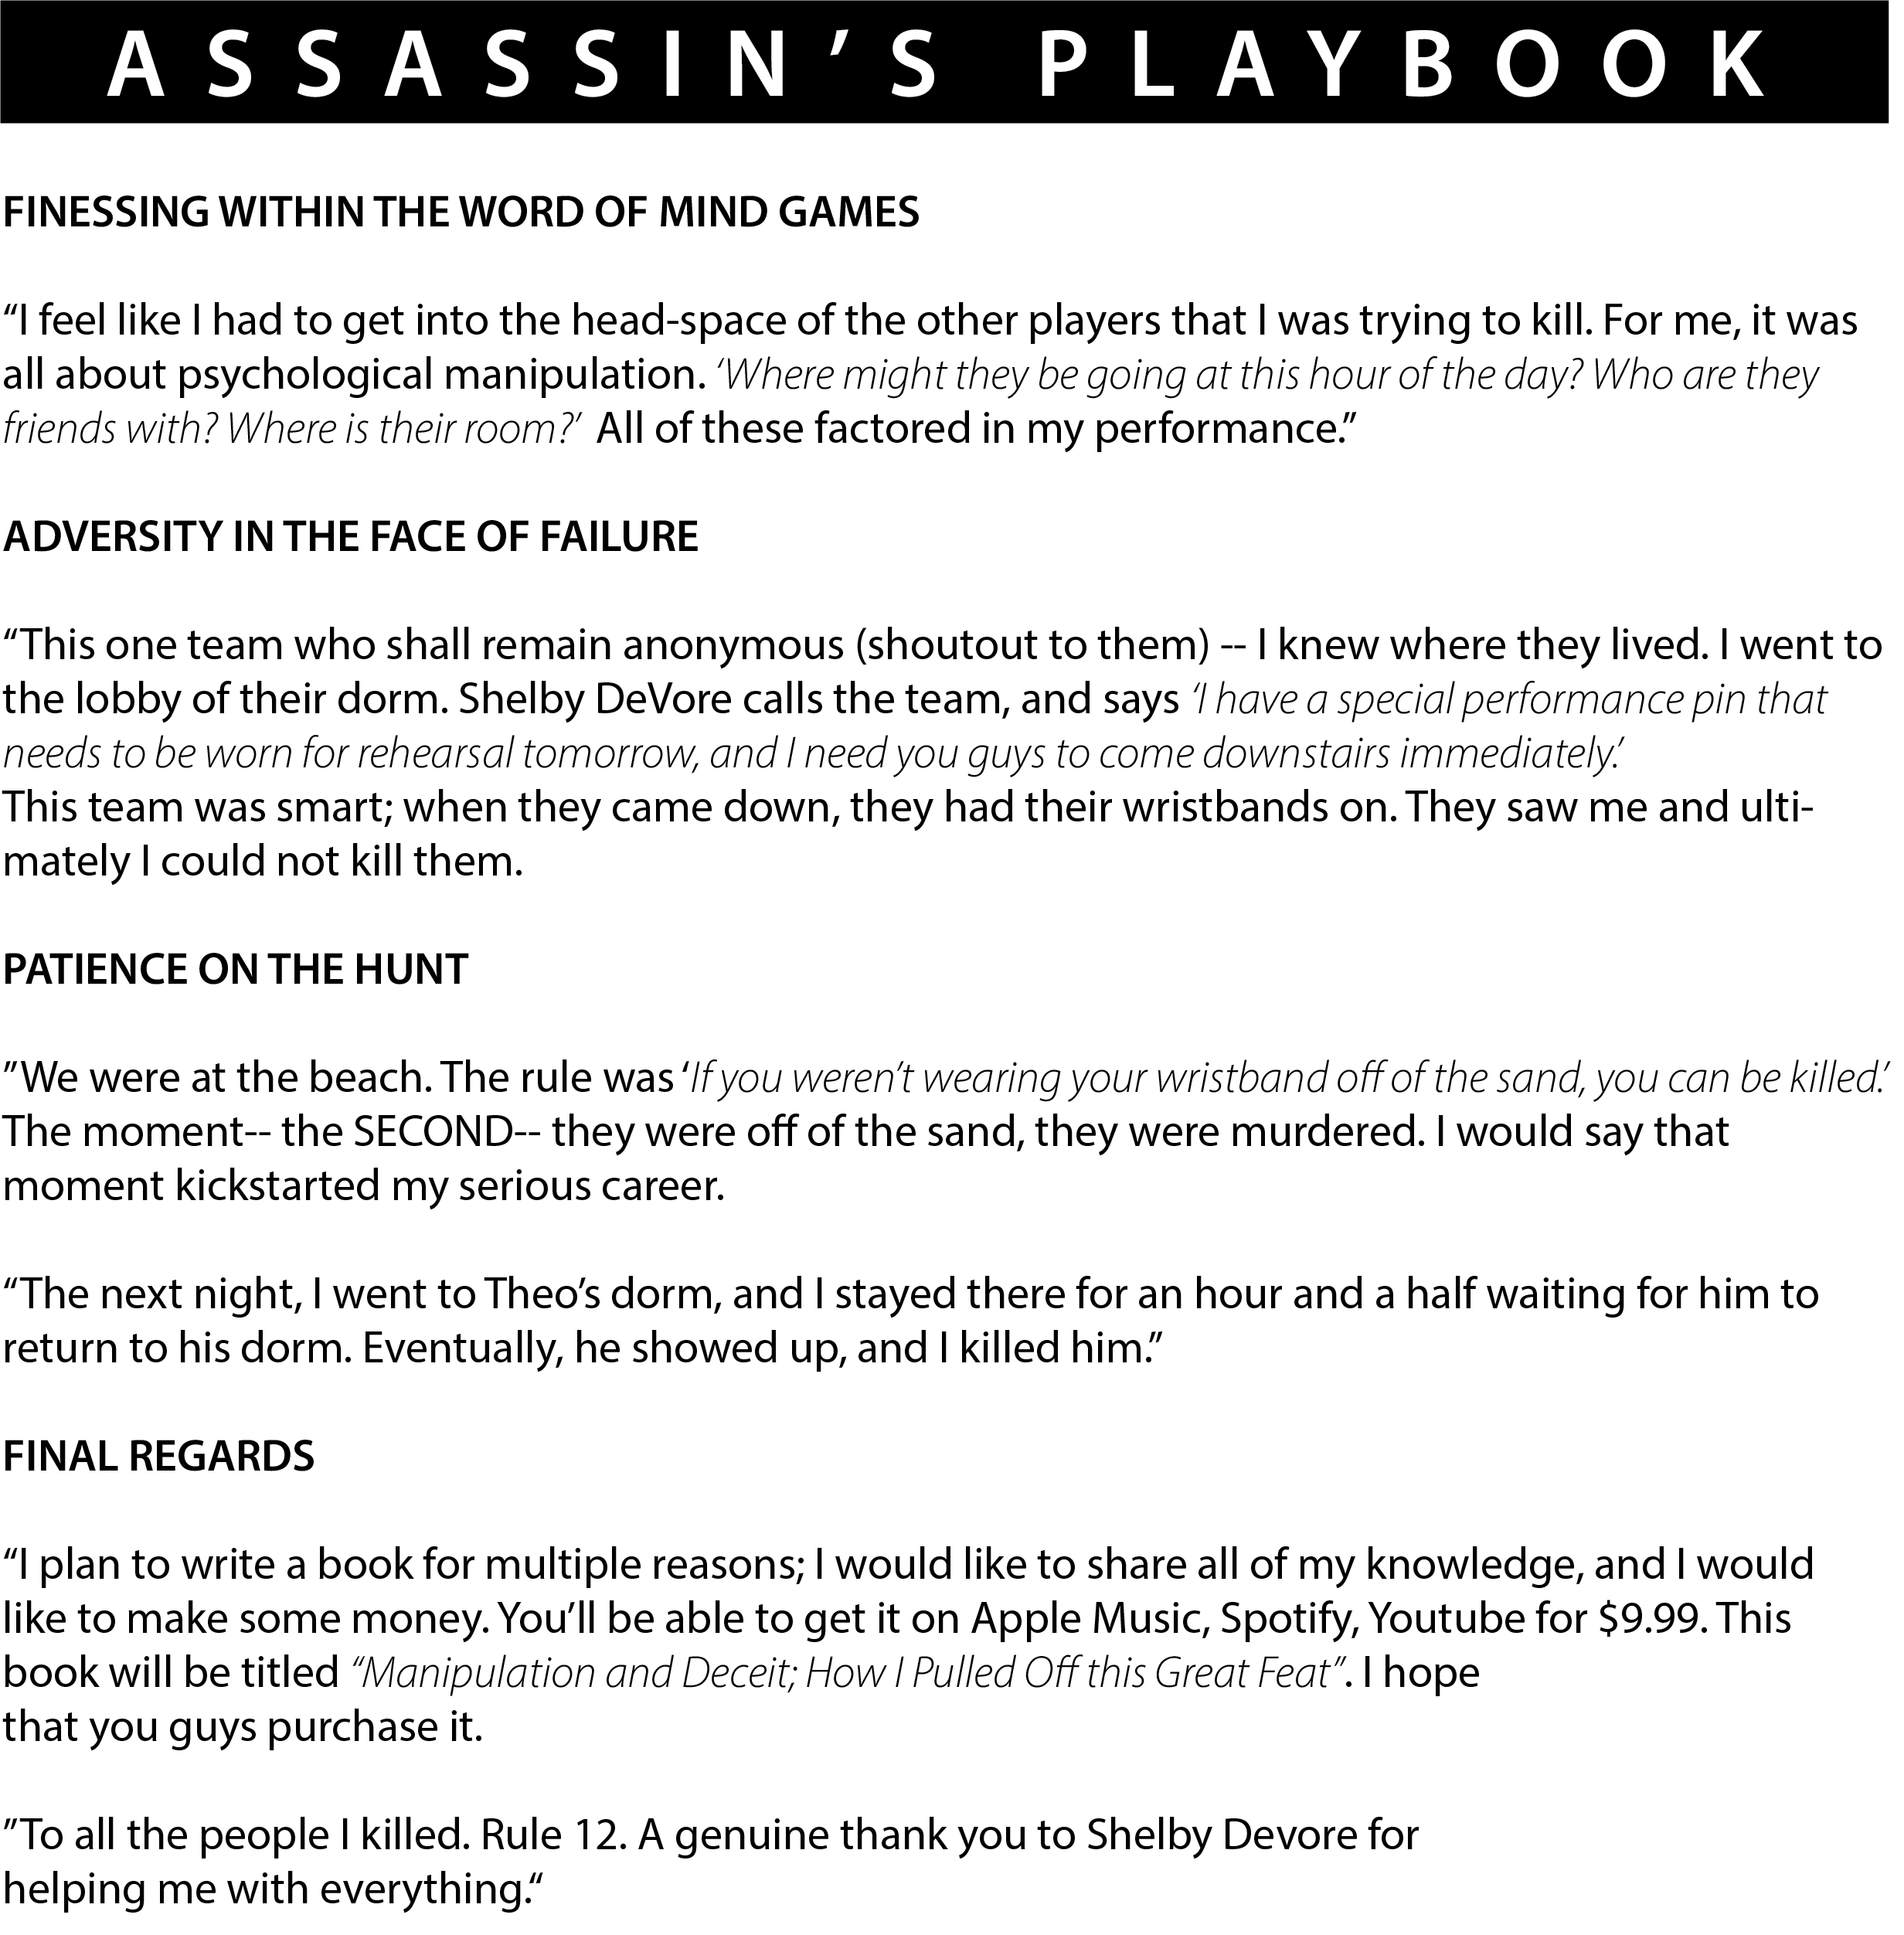 ASSASSIN’S PLAYBOOK
FINESSING WITHIN THE WORD OF MIND GAMES
“I feel like I had to get into the head-space of the other players that I was trying to kill. For me, it was
all about psychological manipulation. ‘Where might they be going at this hour of the day? Who are they
friends with? Where is their room?’ All of these factored in my performance.”
ADVERSITY IN THE FACE OF FAILURE
“This one team who shall remain anonymous (shoutout to them) -- I knew where they lived. I went to
the lobby of their dorm. Shelby DeVore calls the team, and says ‘I have a special performance pin that
needs to be worn for rehearsal tomorrow, and I need you guys to come downstairs immediately.’
This team was smart; when they came down, they had their wristbands on. They saw me and ulti-
mately I could not kill them.
PATIENCE ON THE HUNT
”We were at the beach. The rule was ‘If you weren’t wearing your wristband off of the sand, you can be killed.’
The moment-- the SECOND-- they were off of the sand, they were murdered. I would say that
moment kickstarted my serious career.
“The next night, I went to Theo’s dorm, and I stayed there for an hour and a half waiting for him to
return to his dorm. Eventually, he showed up, and I killed him.”
FINAL REGARDS
“I plan to write a book for multiple reasons; I would like to share all of my knowledge, and I would
like to make some money. You’ll be able to get it on Apple Music, Spotify, Youtube for $9.99. This
book will be titled “Manipulation and Deceit; How I Pulled Off this Great Feat”. I hope
that you guys purchase it.
”To all the people I killed. Rule 12. A genuine thank you to Shelby Devore for
helping me with everything.“